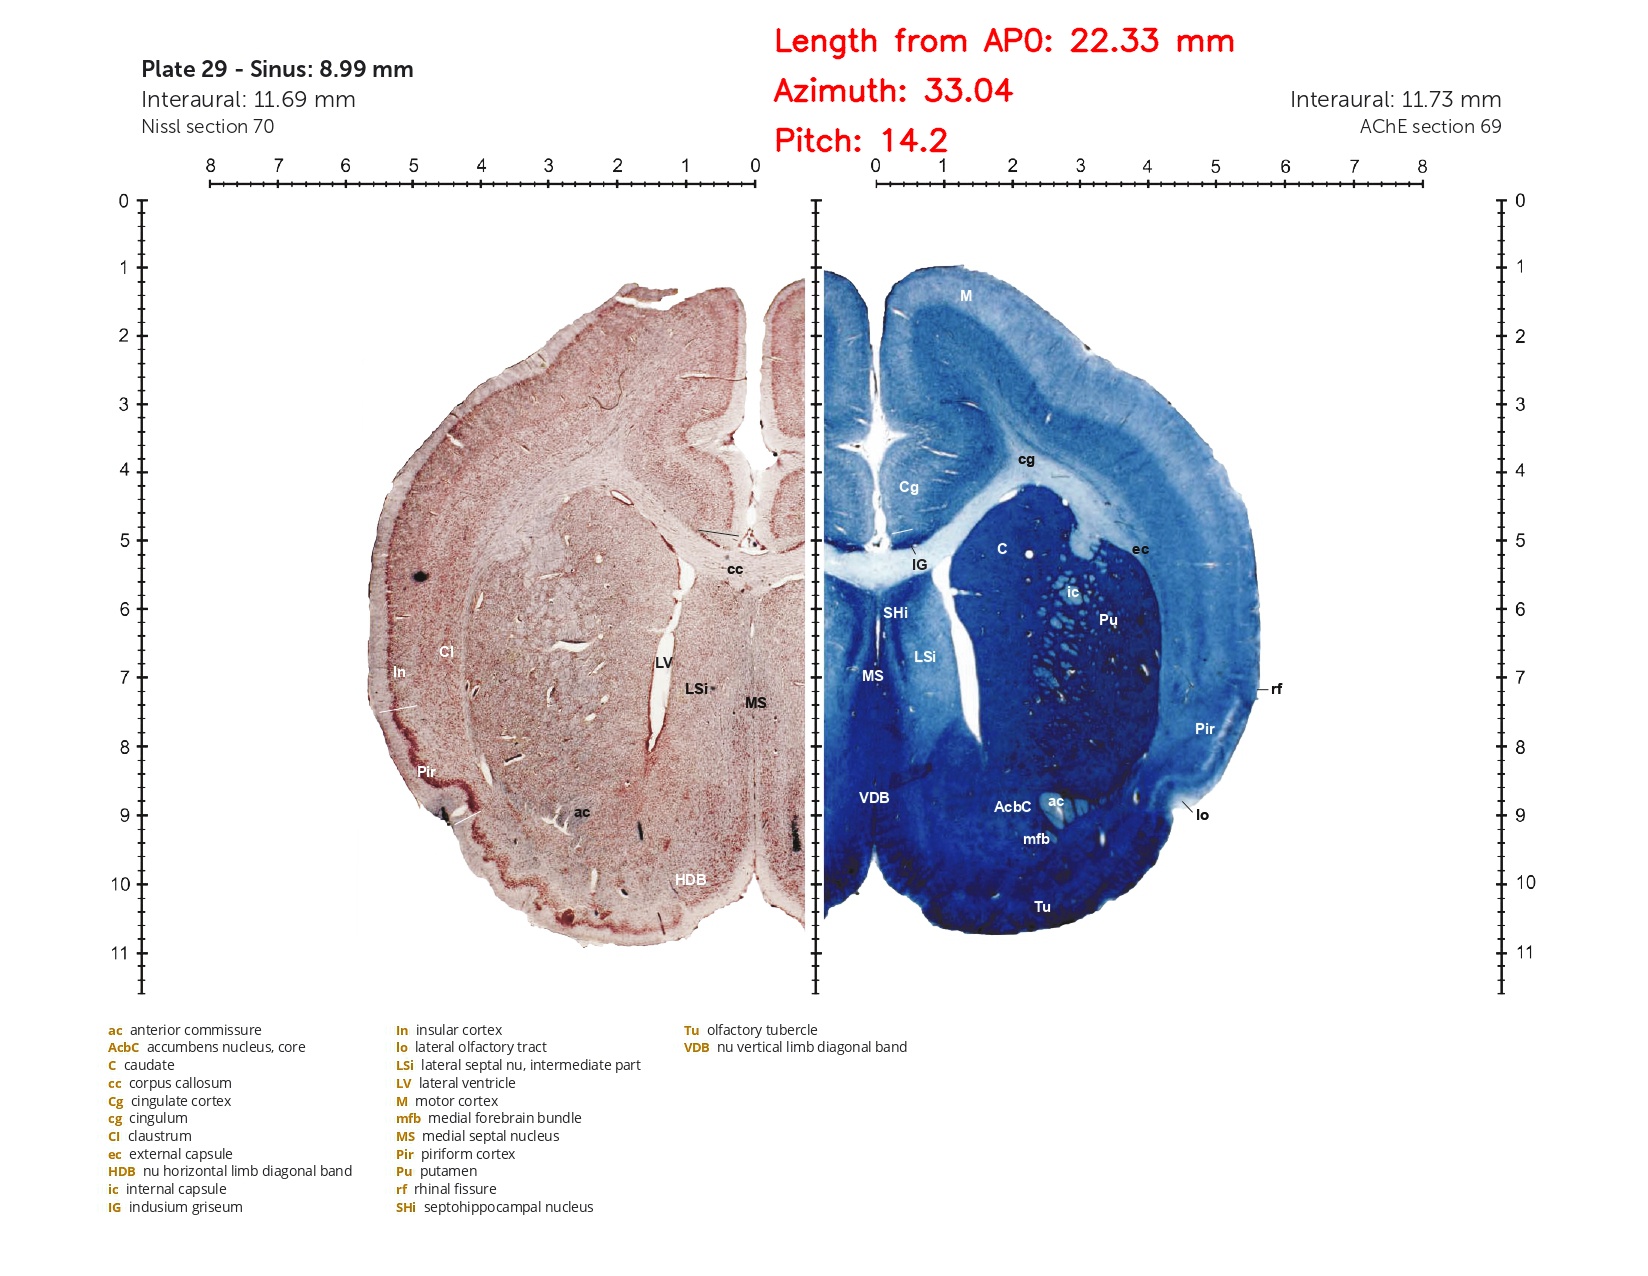 Length from AP0: 22.33 mm
Plate 29 - Sinus: 8.99 mm
Azimuth: 33.04
Interaural: 11.69 mm
Interaural: 11.73 mm
Nissl section 70
AChE section 69
Pitch: 14.2
8 7 6 5 4 3 2 1 0
0 1 2 3 4 5 6 7 8
0
1
2
3
4
5
6
7
8
9
10
11
cc
Cl
In
LV
LSi
MS
Pir
ac
HDB
M
cg
Cg
C
ec
IG
ic
SHi
Pu
LSi
MS
rf
Pir
VDB
AcbC
ac
lo
mfb
Tu
0
1
2
3
4
5
6
7
8
9
10
11
ac anterior commissure
AcbC accumbens nucleus, core
C caudate
cc corpus callosum
Cg cingulate cortex
cg cingulum
Cl claustrum
ec external capsule
HDB nu horizontal limb diagonal band
ic internal capsule
IG indusium griseum
In insular cortex
lo lateral olfactory tract
LSi lateral septal nu, intermediate part
LV lateral ventricle
M motor cortex
mfb medial forebrain bundle
MS medial septal nucleus
Pir piriform cortex
Pu putamen
rf rhinal fissure
SHi septohippocampal nucleus
Tu olfactory tubercle
VDB nu vertical limb diagonal band